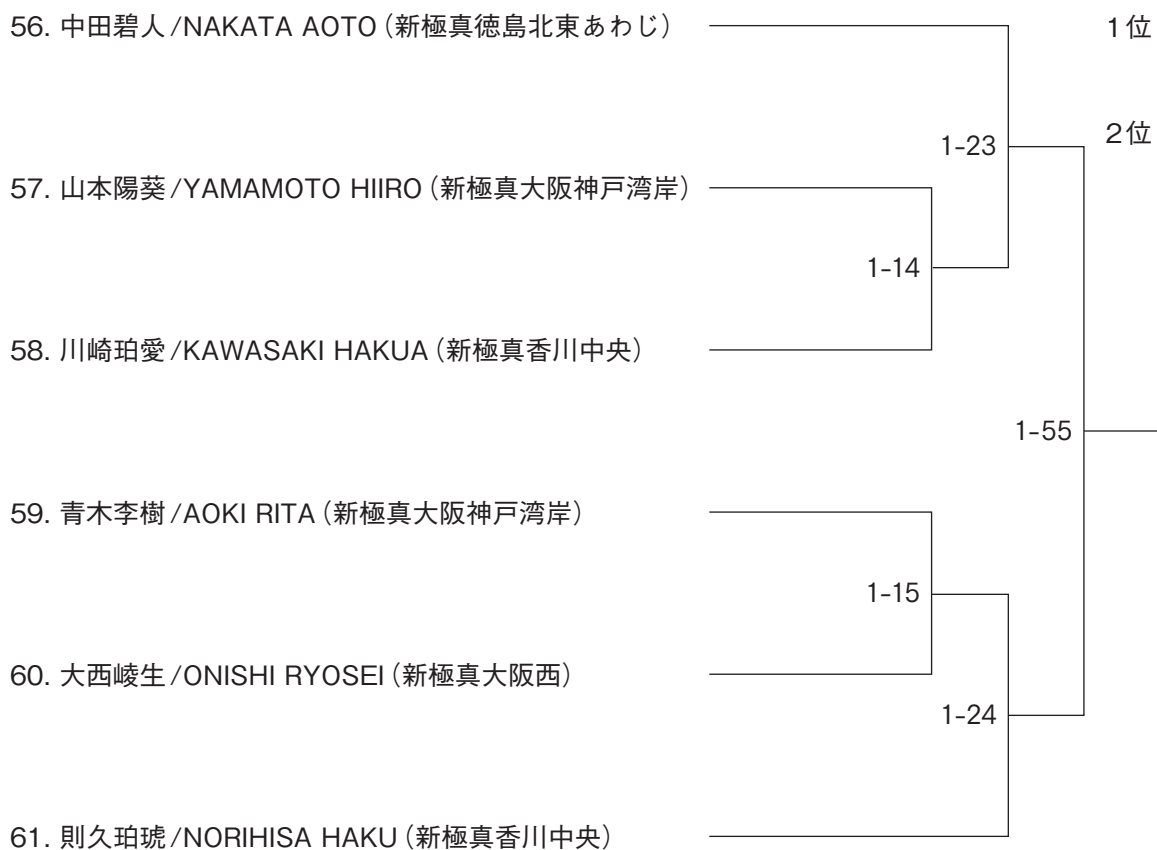 56. 中田碧人/NAKATA AOTO（新極真徳島北東あわじ）
1位
2位
1-23
57. 山本陽葵/YAMAMOTO HIIRO（新極真大阪神戸湾岸）
1-14
58. 川崎珀愛/KAWASAKI HAKUA（新極真香川中央）
1-55
59. 青木李樹/AOKI RITA（新極真大阪神戸湾岸）
1-15
60. 大西崚生/ONISHI RYOSEI（新極真大阪西）
1-24
61. 則久珀琥/NORIHISA HAKU（新極真香川中央）